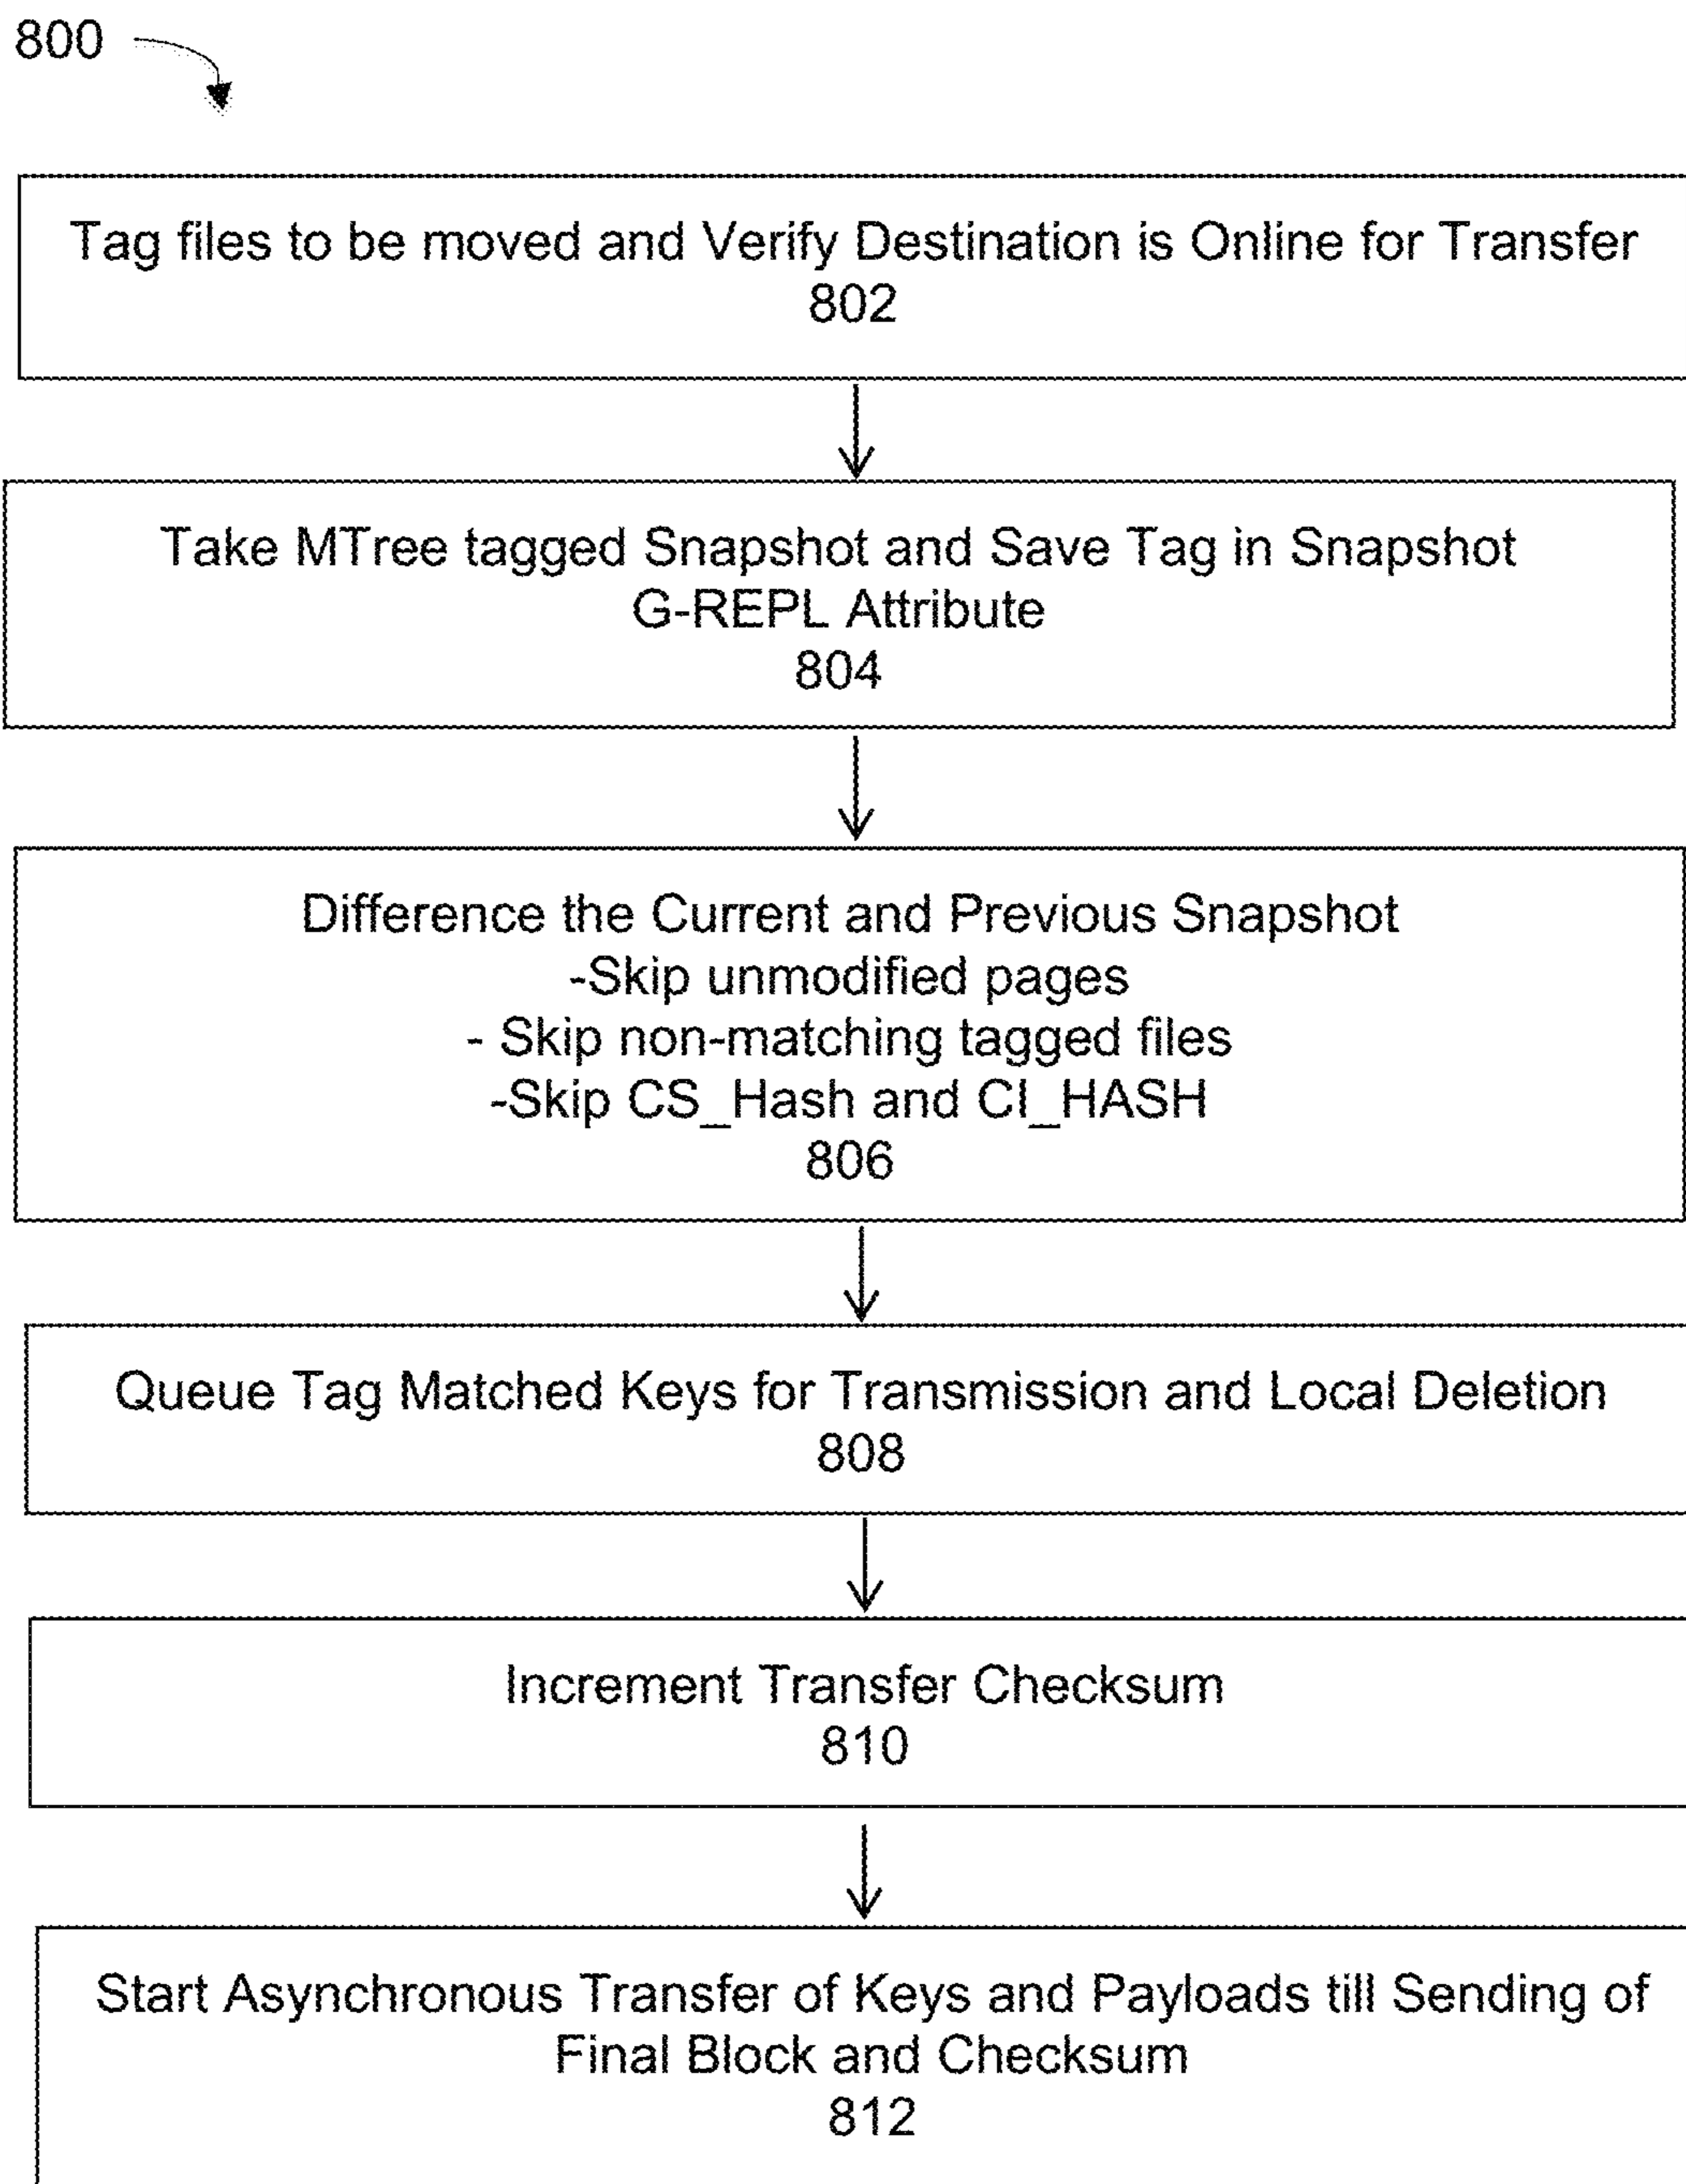 800
Tag files to be moved and Verify Destination is Online for Transfer
802
Take MTree tagged Snapshot and Save Tag in Snapshot
G-REPL Attribute
804
Difference the Current and Previous Snapshot
-Skip unmodified pages
- Skip non-matching tagged files
-Skip CS_Hash and CI_HASH
806
Queue Tag Matched Keys for Transmission and Local Deletion
808
Increment Transfer Checksum
810
Start Asynchronous Transfer of Keys and Payloads till Sending of
Final Block and Checksum
812